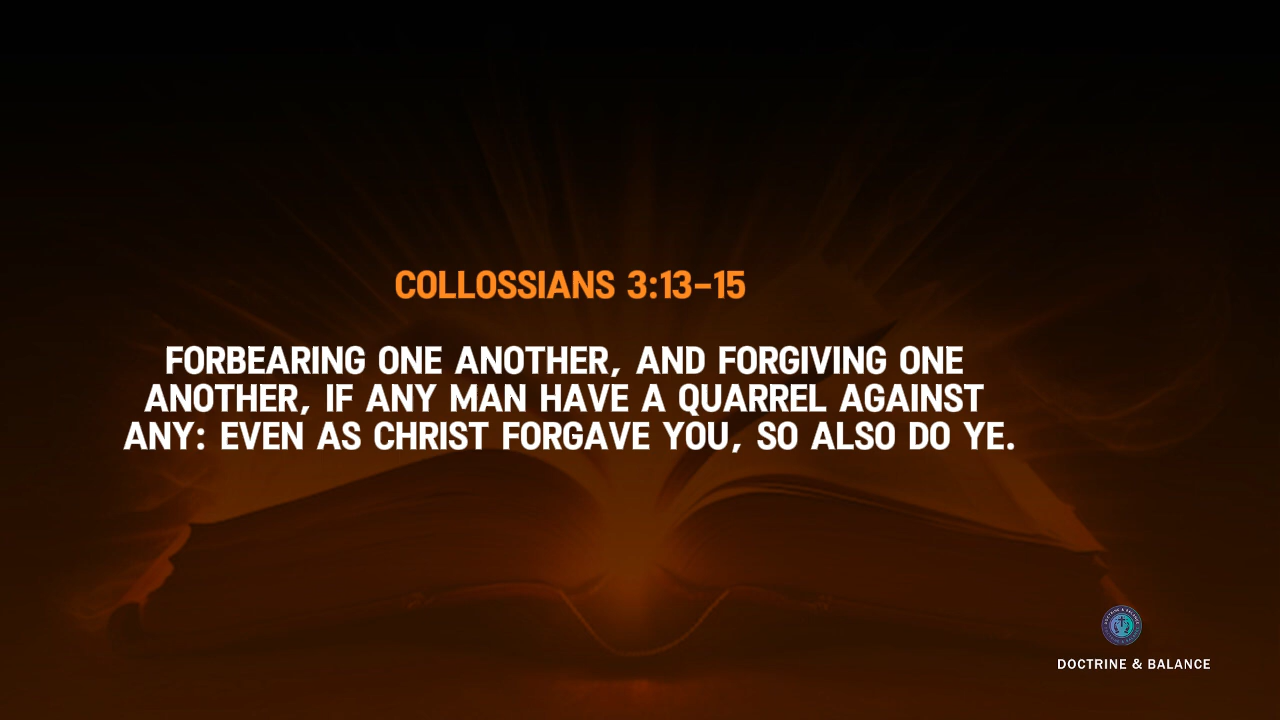 COLLOSSIANS 3:13-15
FORBEARING ONE ANOTHER, AND FORGIVING ONE
ANOTHER, IF ANY MAN HAVE A QUARREL AGAINST
ANY: EVEN AS CHRIST FORGAVE YOU, SO ALSO DO YE.
DOCTRINE & BALANCE